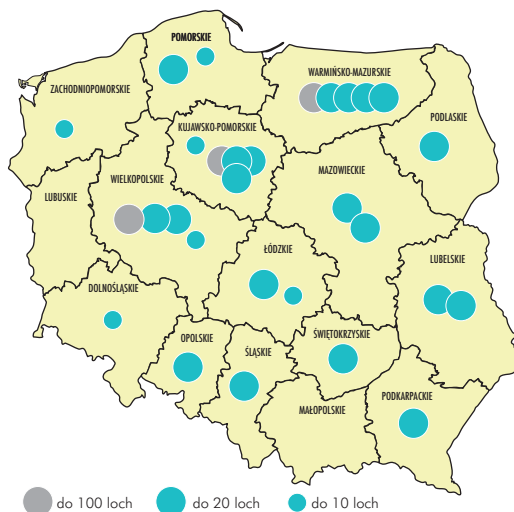 POMORSKIE
WARMIŃSKO-MAZURSKIE
ZACHODNIOPOMORSKIE
PODLASKIE
KUJAWSKO-POMORSKIE
MAZOWIECKIE
WIELKOPOLSKIE
LUBUSKIE
ŁÓDZKIE
LUBELSKIE
DOLNOŚLĄSKIE
OPOLSKIE
ŚWIĘTOKRZYSKIE
ŚLĄSKIE
MAŁOPOLSKIE
PODKARPACKIE
do 100 loch do 20 loch do 10 loch